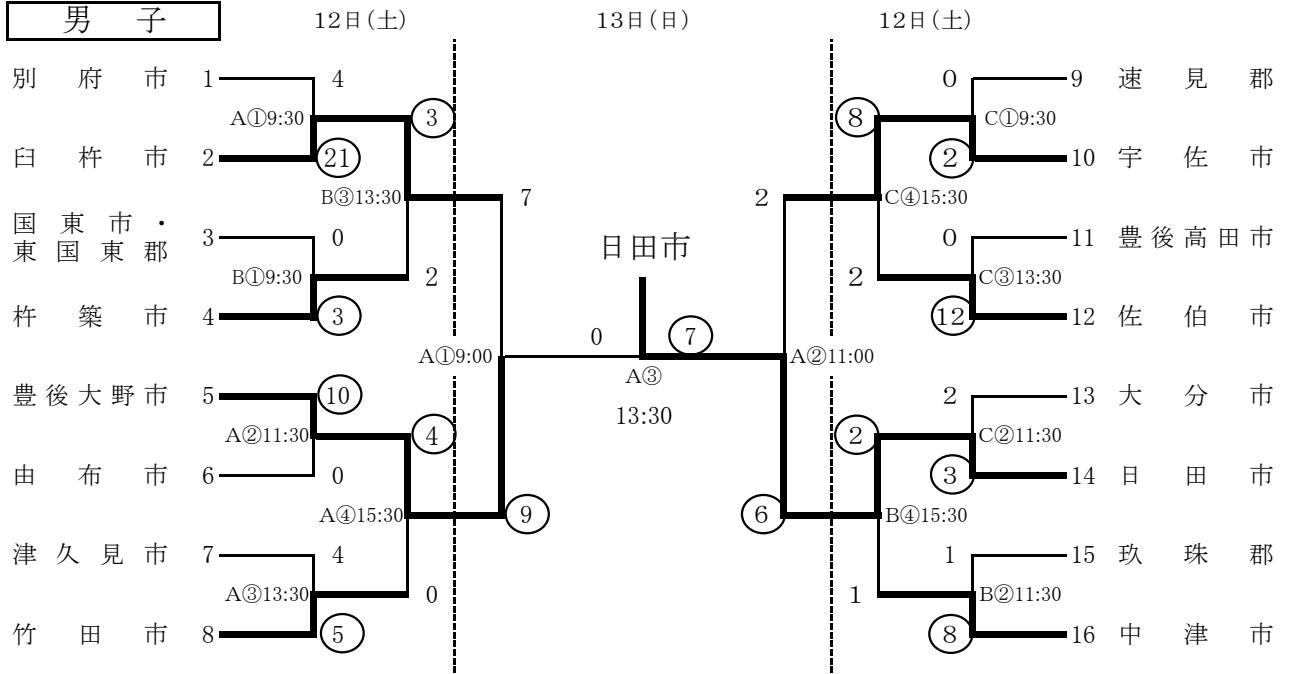 男 子
12日(土) 13日(日) 12日(土)
別府市 1 4 0 9 速見郡
A①9:30 3 8 C①9:30
臼杵市 2 21 2 10 宇佐市
B③13:30 7 2 C④15:30
国東市・
東国東郡 3 0 0 11 豊後高田市
日田市
B①9:30 2 2 C③13:30
杵築市 4 3 12 12 佐伯市
0 7
A①9:00 A②11:00
A③
13:30
豊後大野市 5 10 2 13 大分市
A②11:30 4 2 C②11:30
由布市 6 0 3 14 日田市
A④15:30 9 6 B④15:30
津久見市 7 4 1 15 玖珠郡
A③13:30 0 1 B②11:30
竹田市 8 5 8 16 中津市